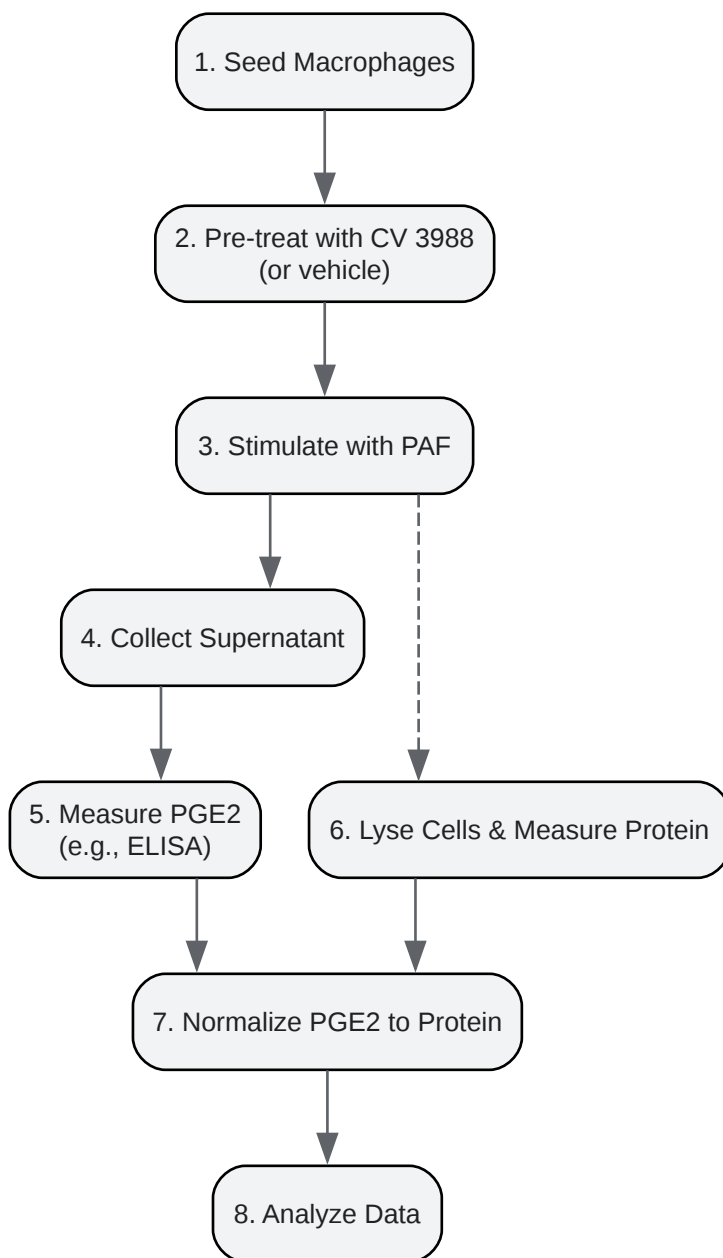 1. Seed Macrophages
2. Pre-treat with CV 3988
(or vehicle)
3. Stimulate with PAF
4. Collect Supernatant
5. Measure PGE2
(e.g., ELISA)
6. Lyse Cells & Measure Protein
7. Normalize PGE2 to Protein
8. Analyze Data